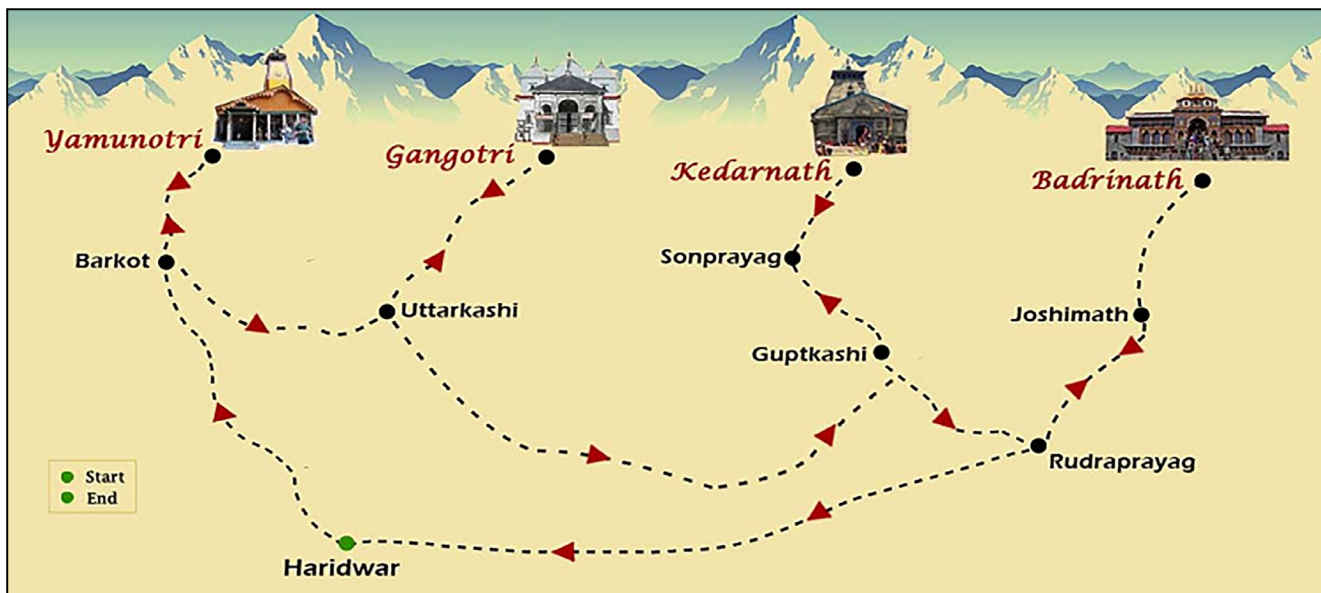 Yamunotri
Gangotri
Kedarnath
Badrinath
Barkot
Sonprayag
Uttarkashi
Joshimath
Guptkashi
Rudraprayag
Start
End
Haridwar